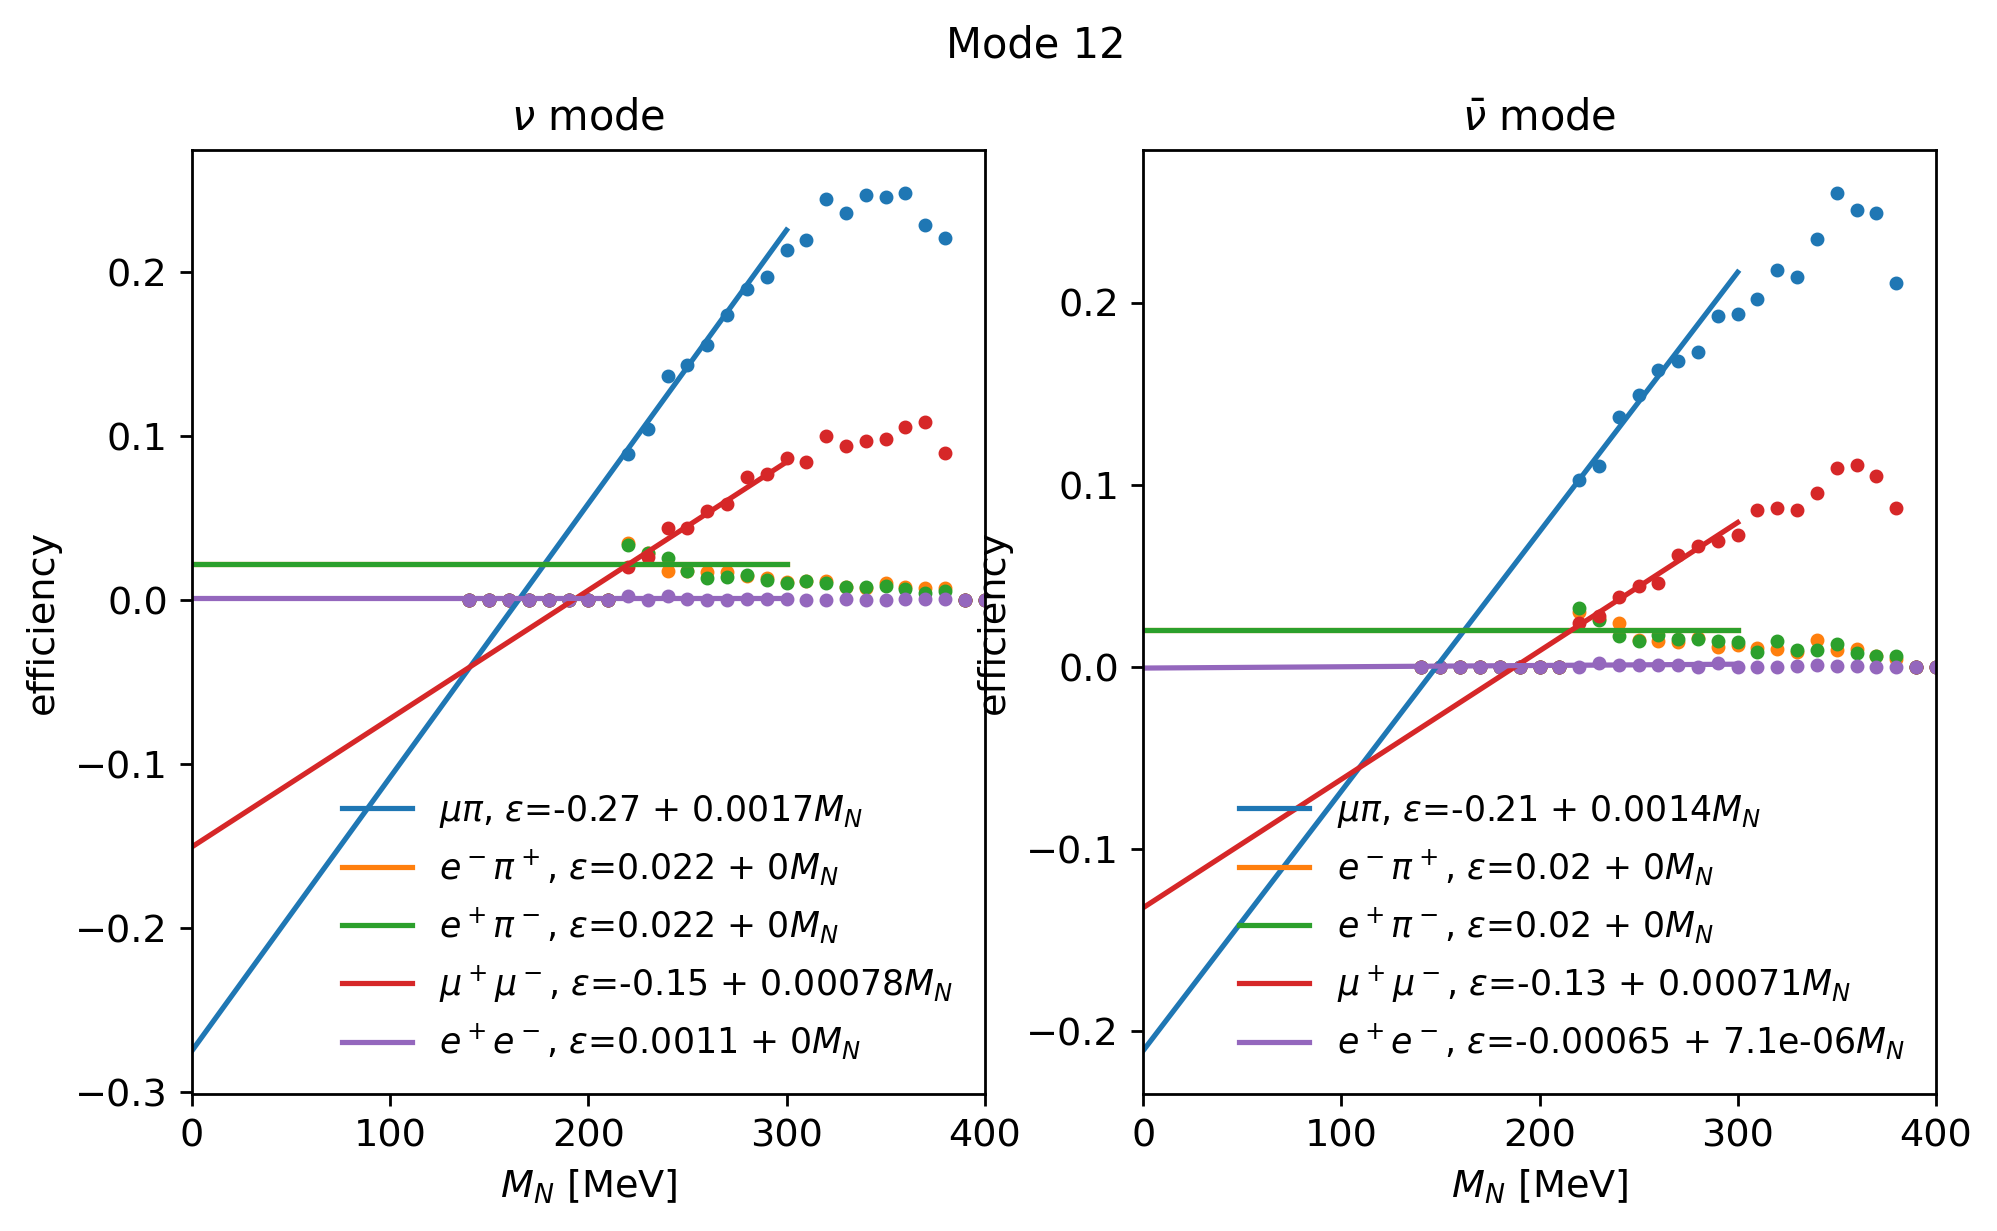 Mode 12
ν mode
0.2
0.1
0.0
−0.1
−0.2
−0.3
efficiency
μπ, ε=-0.27 + 0.0017M_N
e⁻π⁺, ε=0.022 + 0M_N
e⁺π⁻, ε=0.022 + 0M_N
μ⁺μ⁻, ε=-0.15 + 0.00078M_N
e⁺e⁻, ε=0.0011 + 0M_N
0 100 200 300 400
M_N [MeV]
ν̄ mode
0.2
0.1
0.0
−0.1
−0.2
efficiency
μπ, ε=-0.21 + 0.0014M_N
e⁻π⁺, ε=0.02 + 0M_N
e⁺π⁻, ε=0.02 + 0M_N
μ⁺μ⁻, ε=-0.13 + 0.00071M_N
e⁺e⁻, ε=-0.00065 + 7.1e-06M_N
0 100 200 300 400
M_N [MeV]